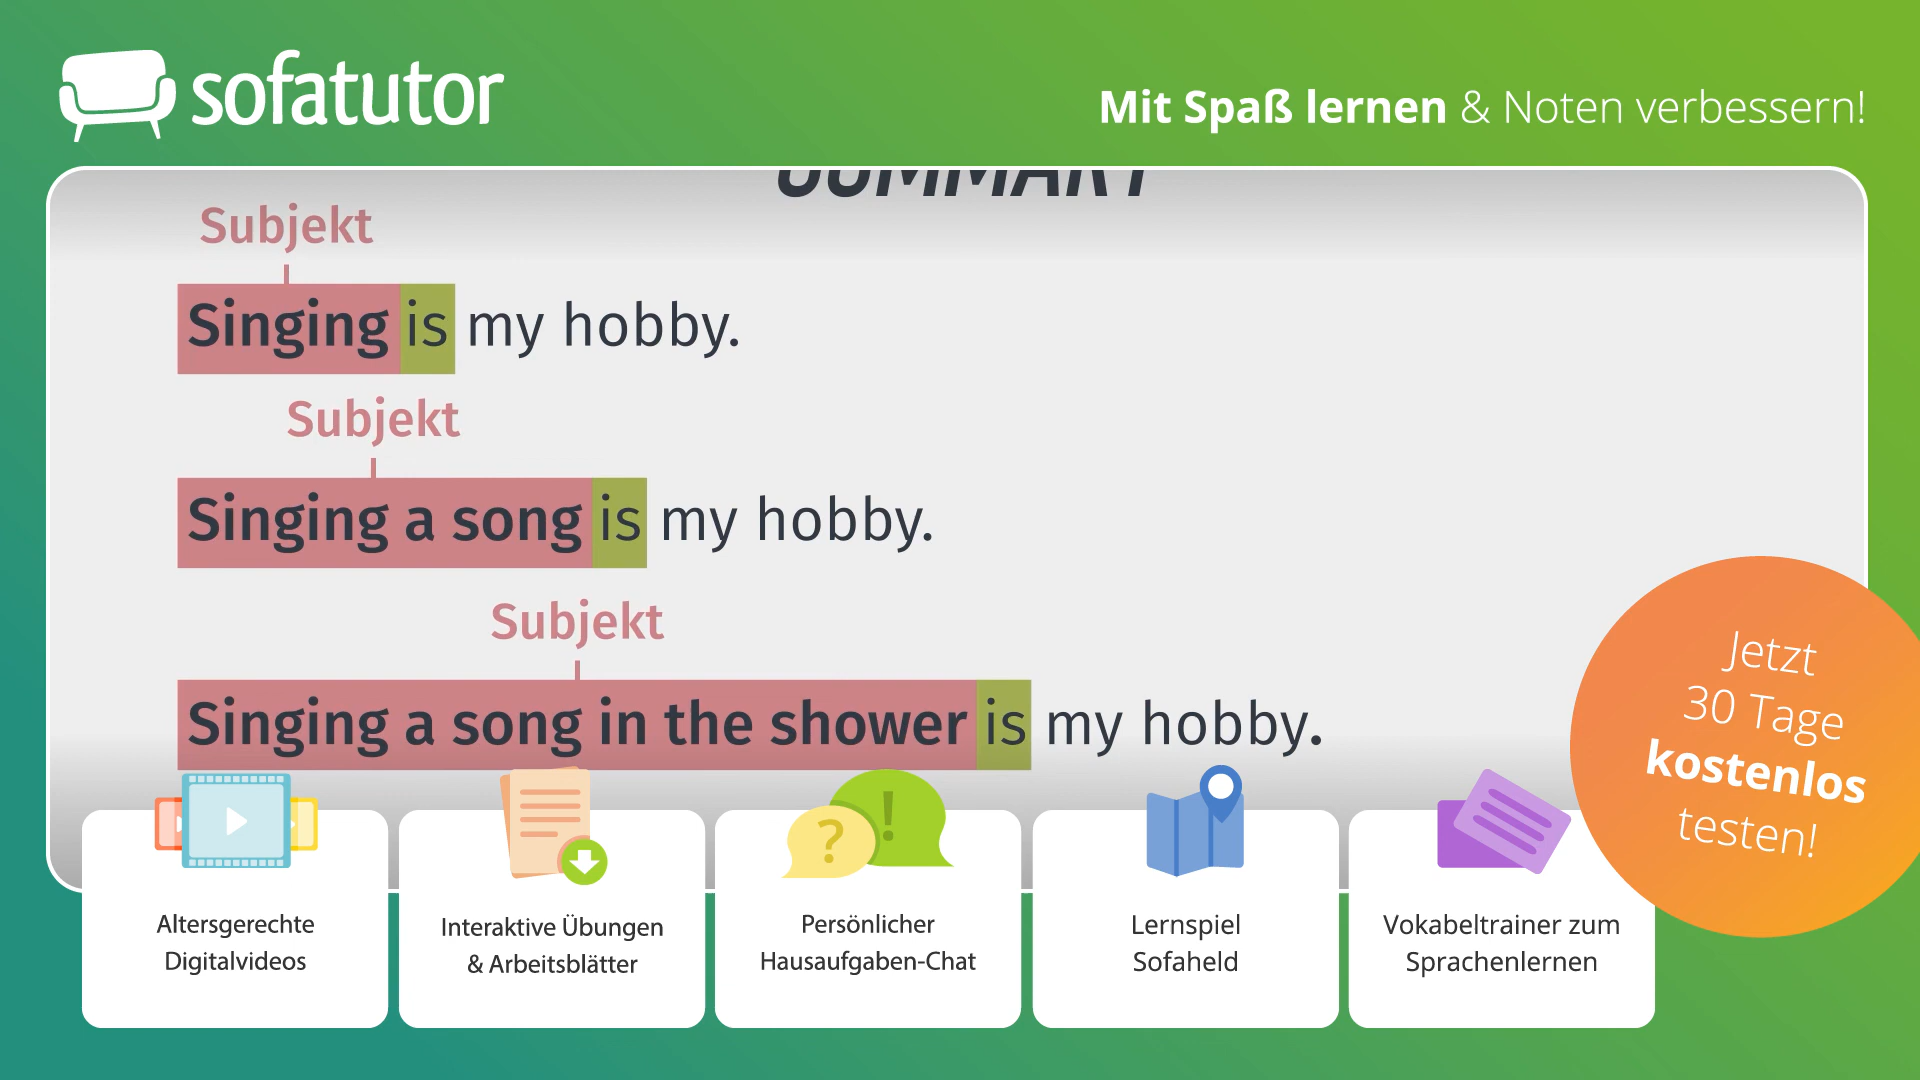 sofatutor
Mit Spaß lernen & Noten verbessern!
SUMMARY
Subjekt
Singing is my hobby.
Subjekt
Singing a song is my hobby.
Subjekt
Singing a song in the shower is my hobby.
Jetzt
30 Tage
kostenlos
testen!
? !
Altersgerechte
Digitalvideos
Interaktive Übungen
& Arbeitsblätter
Persönlicher
Hausaufgaben-Chat
Lernspiel
Sofaheld
Vokabeltrainer zum
Sprachenlernen